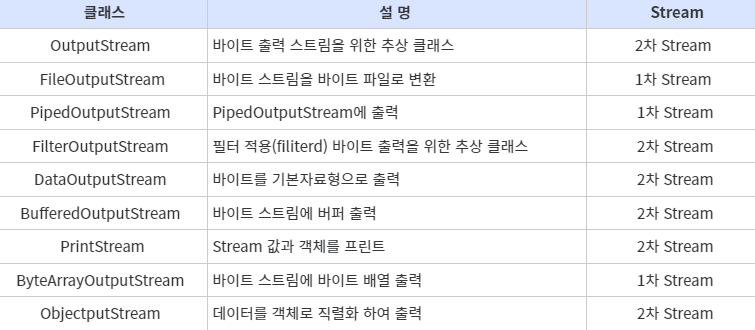 클래스 설 명 Stream
OutputStream 바이트 출력 스트림을 위한 추상 클래스 2차 Stream
FileOutputStream 바이트 스트림을 바이트 파일로 변환 1차 Stream
PipedOutputStream PipedOutputStream에 출력 1차 Stream
FilterOutputStream 필터 적용(filiterd) 바이트 출력을 위한 추상 클래스 2차 Stream
DataOutputStream 바이트를 기본자료형으로 출력 2차 Stream
BufferedOutputStream 바이트 스트림에 버퍼 출력 2차 Stream
PrintStream Stream 값과 객체를 프린트 2차 Stream
ByteArrayOutputStream 바이트 스트림에 바이트 배열 출력 1차 Stream
ObjectputStream 데이터를 객체로 직렬화 하여 출력 2차 Stream